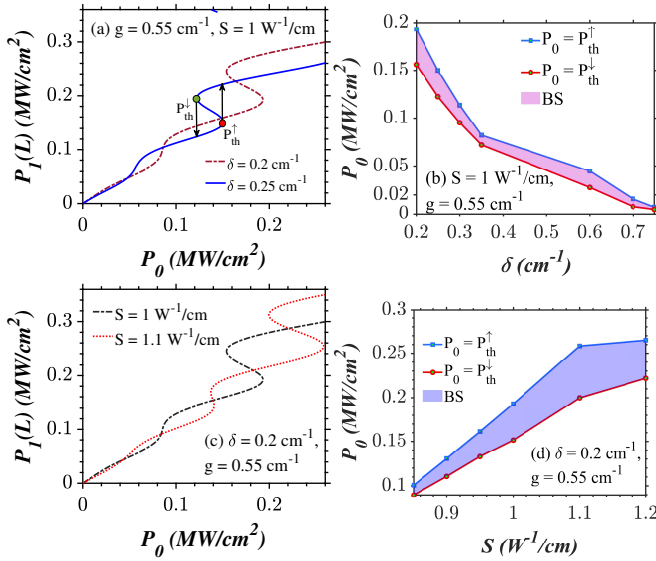 (a) g = 0.55 cm⁻¹, S = 1 W⁻¹/cm
P₁(L) (MW/cm²)
0.3
0.2
0.1
0
P↓th
P↑th
δ = 0.2 cm⁻¹
δ = 0.25 cm⁻¹
0
0.1
0.2
P₀ (MW/cm²)
P₀ (MW/cm²)
0.2
0.15
0.1
0.05
0.02
0
P₀ = P↑th
P₀ = P↓th
BS
(b) S = 1 W⁻¹/cm,
g = 0.55 cm⁻¹
0.2
0.3
0.4
0.5
0.6
0.7
δ (cm⁻¹)
P₁(L) (MW/cm²)
0.3
0.2
0.1
0
S = 1 W⁻¹/cm
S = 1.1 W⁻¹/cm
(c) δ = 0.2 cm⁻¹,
g = 0.55 cm⁻¹
0
0.1
0.2
P₀ (MW/cm²)
P₀ (MW/cm²)
0.3
0.25
0.2
0.15
0.1
P₀ = P↑th
P₀ = P↓th
BS
(d) δ = 0.2 cm⁻¹,
g = 0.55 cm⁻¹
0.9
1
1.1
1.2
S (W⁻¹/cm)